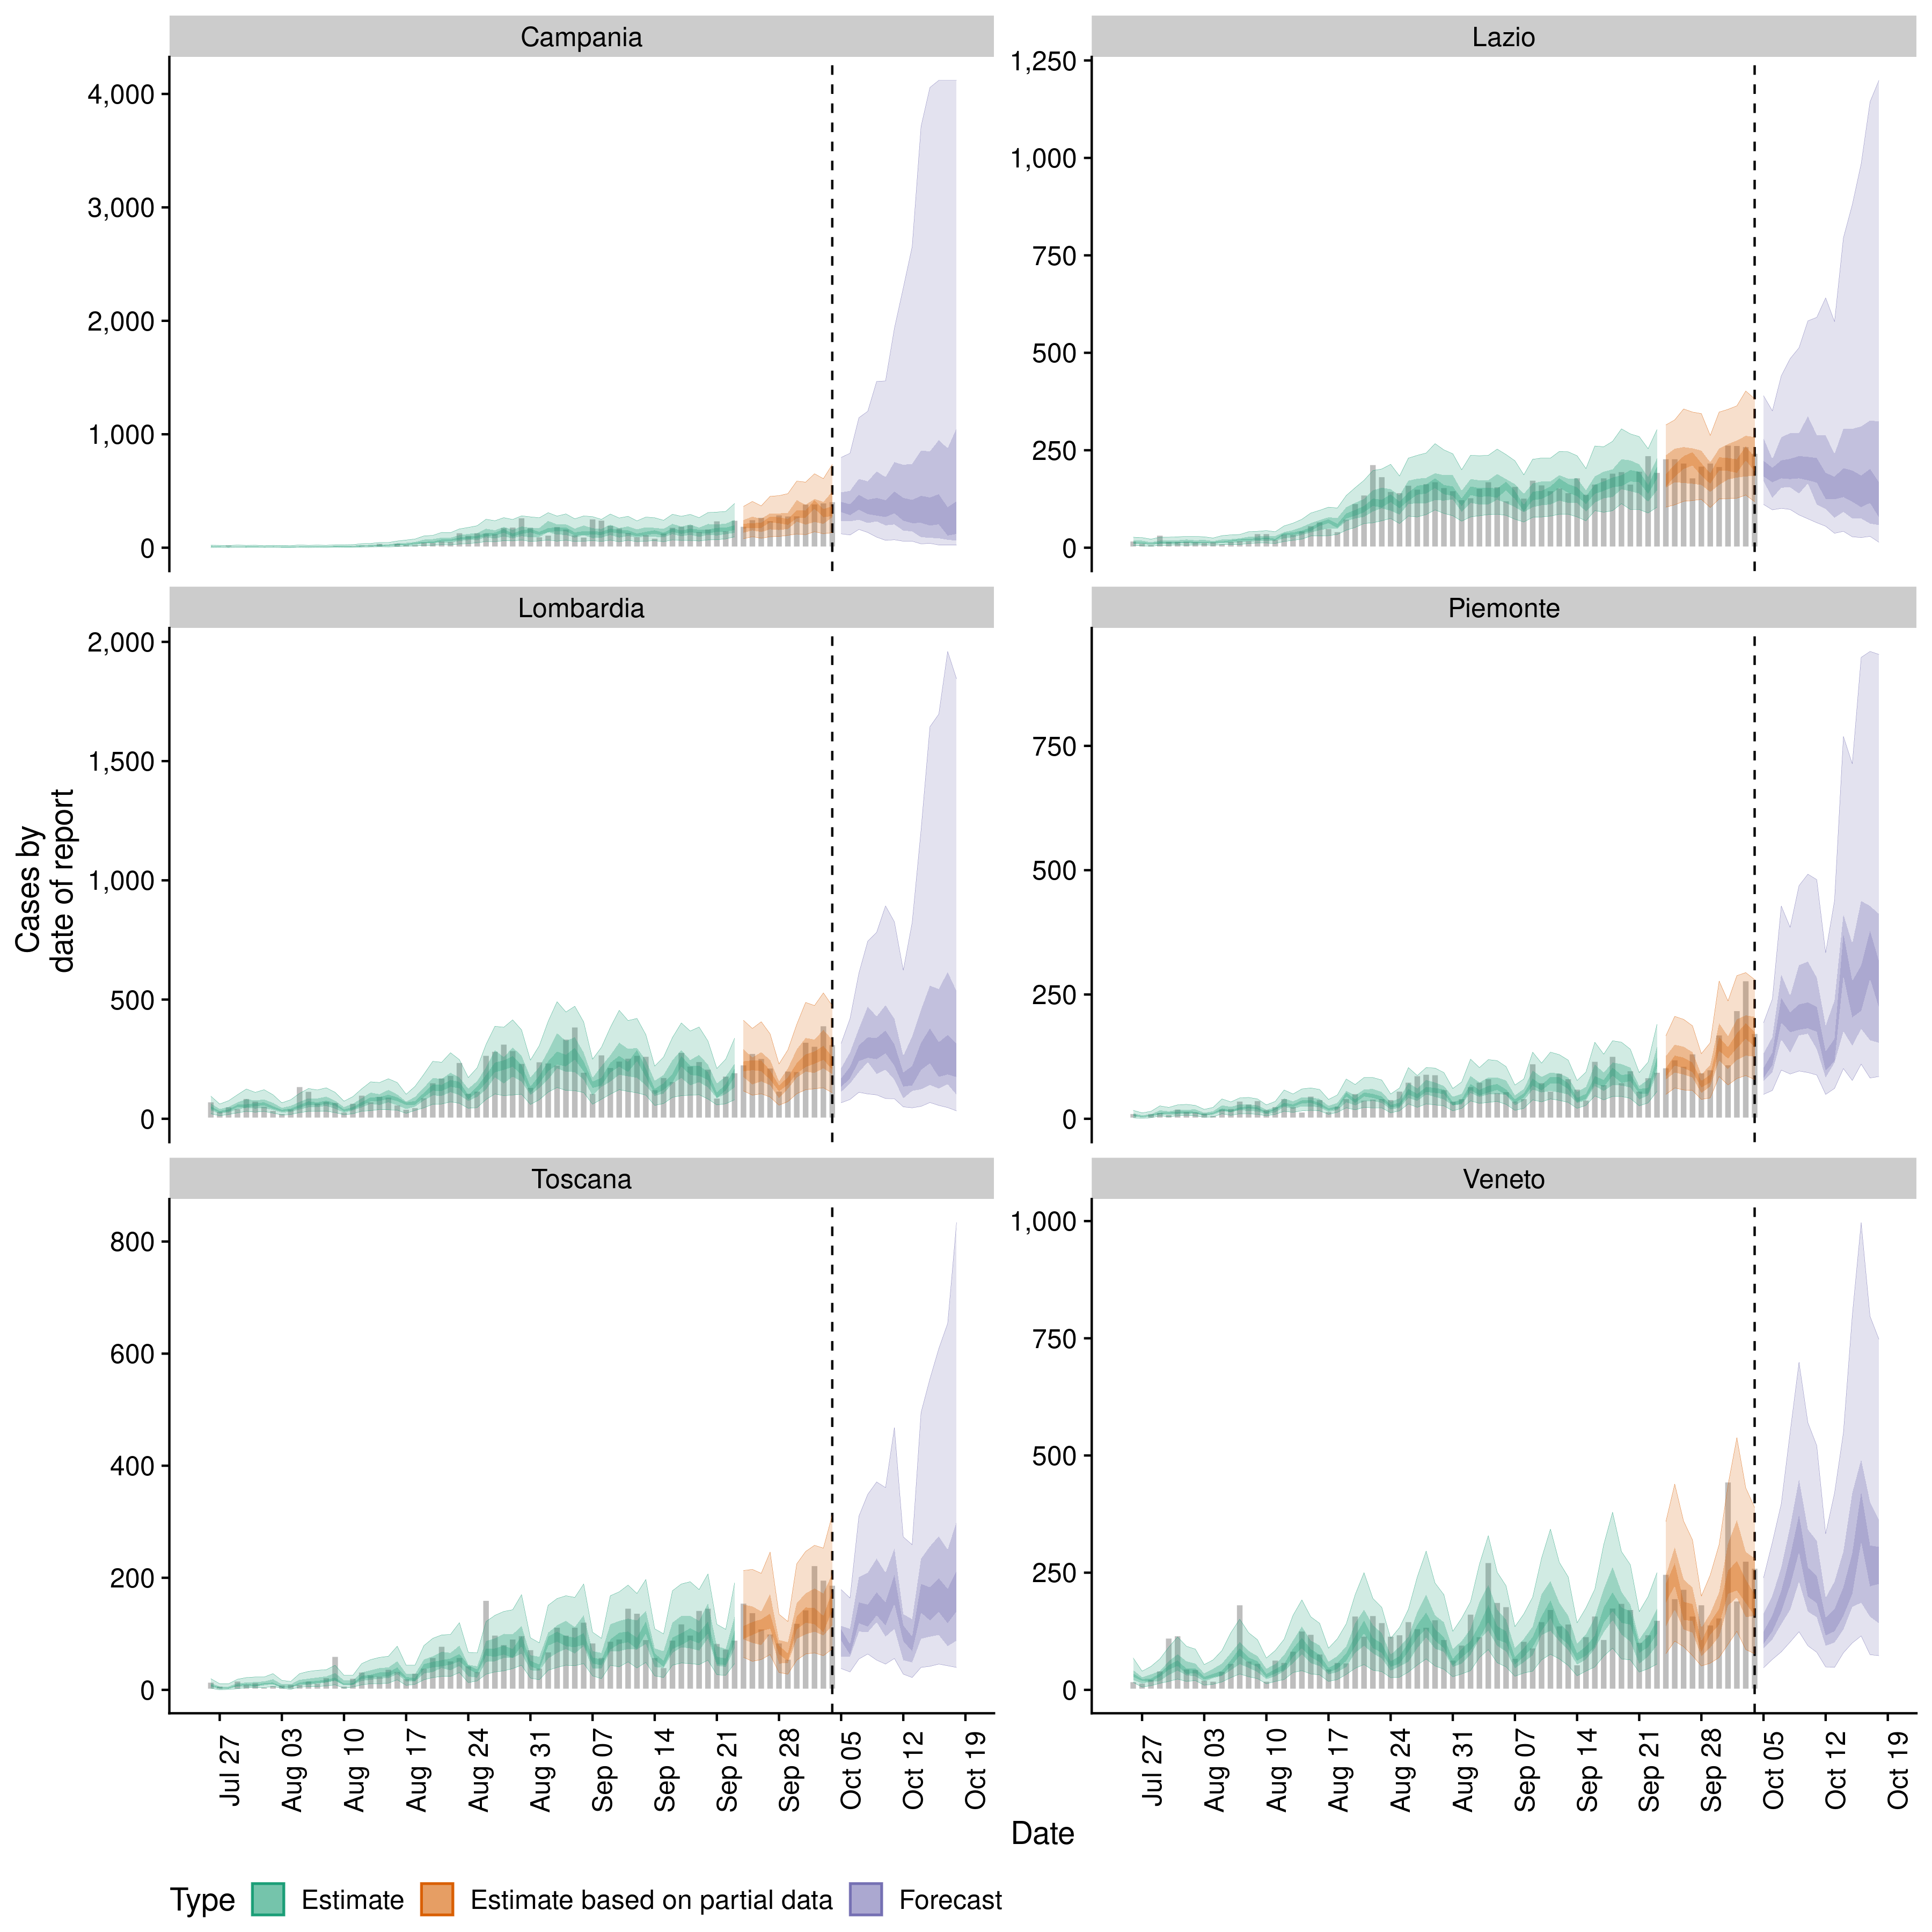 Campania
Lazio
4,000
3,000
2,000
1,000
0
1,250
1,000
750
500
250
0
Lombardia
Piemonte
2,000
1,500
1,000
500
0
750
500
250
0
Cases by
date of report
Toscana
Veneto
800
600
400
200
0
1,000
750
500
250
0
Jul 27
Aug 03
Aug 10
Aug 17
Aug 24
Aug 31
Sep 07
Sep 14
Sep 21
Sep 28
Oct 05
Oct 12
Oct 19
Jul 27
Aug 03
Aug 10
Aug 17
Aug 24
Aug 31
Sep 07
Sep 14
Sep 21
Sep 28
Oct 05
Oct 12
Oct 19
Date
Type Estimate Estimate based on partial data Forecast